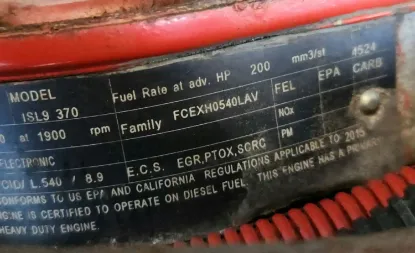 MODEL Fuel Rate at adv. HP 200 mm3/st 4524
ISL9 370 Family FCEXH0540LAV FEL EPA CARB
0 at 1900 rpm NOx
ELECTRONIC PM
CID/ L.540 / 8.9 E.C.S. EGR,PTOX,SCRC
CONFORMS TO US EPA AND CALIFORNIA REGULATIONS APPLICABLE TO 2015
ENGINE IS CERTIFIED TO OPERATE ON DIESEL FUEL. THIS ENGINE HAS A
HEAVY DUTY ENGINE.